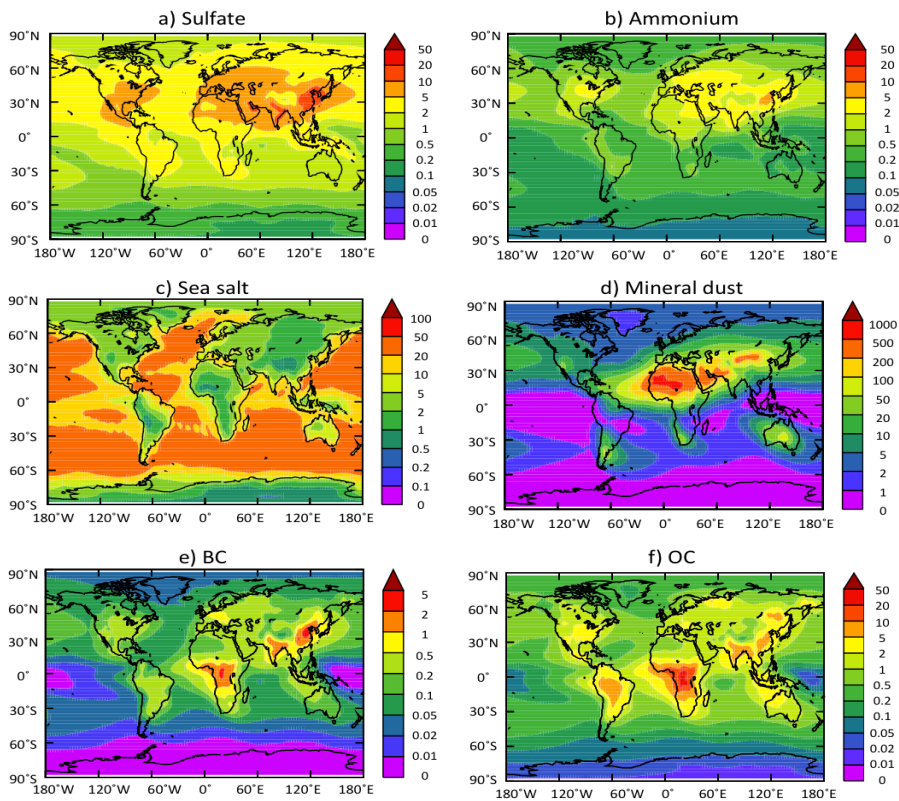 a) Sulfate
90°N
60°N
30°N
0°
30°S
60°S
90°S
180°W 120°W 60°W 0° 60°E 120°E 180°E
50
20
10
5
2
1
0.5
0.2
0.1
0.05
0.02
0.01
0
b) Ammonium
90°N
60°N
30°N
0°
30°S
60°S
90°S
180°W 120°W 60°W 0° 60°E 120°E 180°E
50
20
10
5
2
1
0.5
0.2
0.1
0.05
0.02
0.01
0
c) Sea salt
90°N
60°N
30°N
0°
30°S
60°S
90°S
180°W 120°W 60°W 0° 60°E 120°E 180°E
100
50
20
10
5
2
1
0.5
0.2
0.1
0
d) Mineral dust
90°N
60°N
30°N
0°
30°S
60°S
90°S
180°W 120°W 60°W 0° 60°E 120°E 180°E
1000
500
200
100
50
20
10
5
2
1
0
e) BC
90°N
60°N
30°N
0°
30°S
60°S
90°S
180°W 120°W 60°W 0° 60°E 120°E 180°E
5
2
1
0.5
0.2
0.1
0.05
0.02
0.01
0
f) OC
90°N
60°N
30°N
0°
30°S
60°S
90°S
180°W 120°W 60°W 0° 60°E 120°E 180°E
50
20
10
5
2
1
0.5
0.2
0.1
0.05
0.02
0.01
0